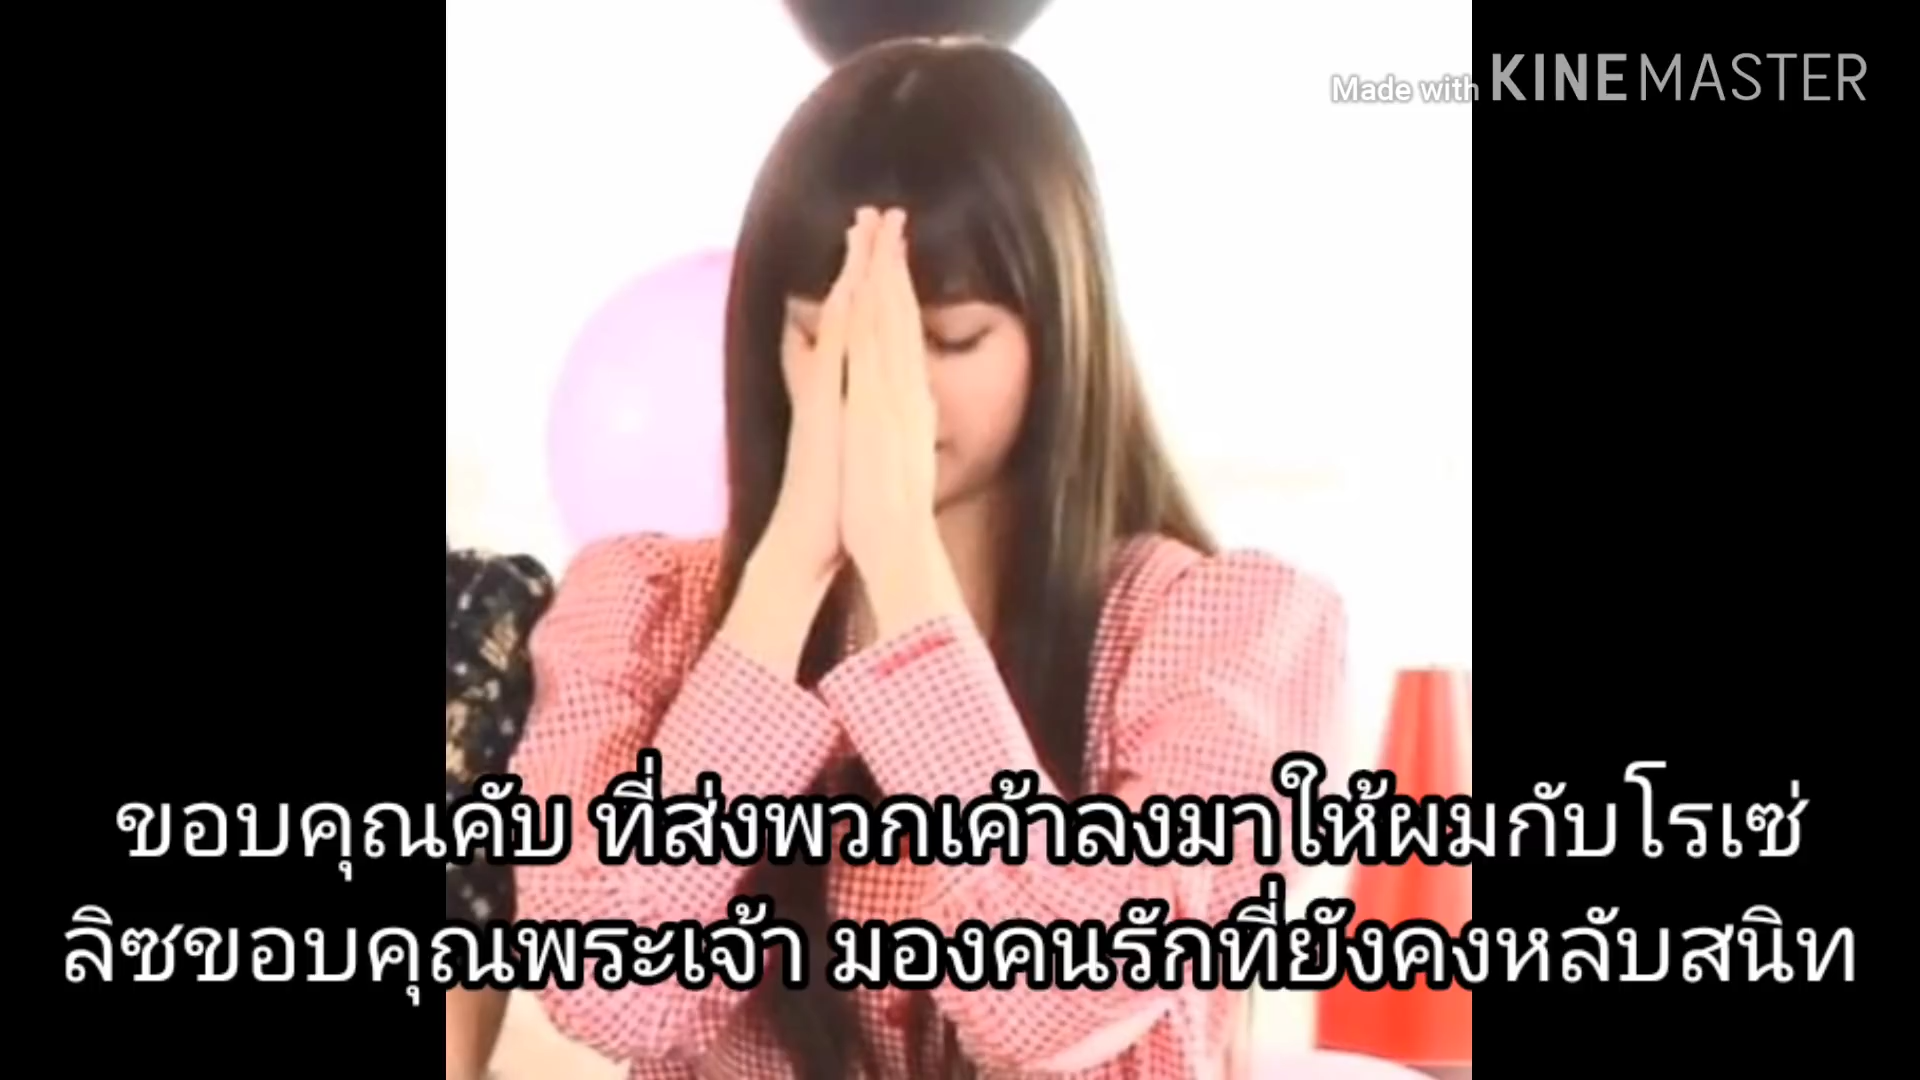 Made with KINEMASTER
ขอบคุณคับ ที่ส่งพวกเค้าลงมาให้ผมกับโรเซ่
ลิซขอบคุณพระเจ้า มองคนรักที่ยังคงหลับสนิท